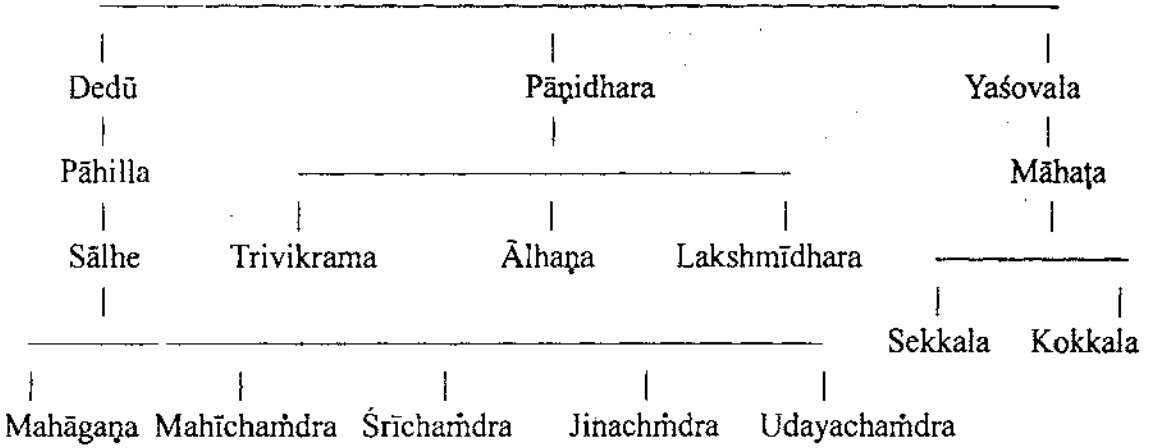 Dedū Pāṇidhara Yaśovala
Pāhilla Māhaṭa
Sālhe Trivikrama Ālhaṇa Lakshmīdhara
Sekkala Kokkala
Mahāgaṇa Mahīchaṁdra Śrīchaṁdra Jinachṁdra Udayachaṁdra